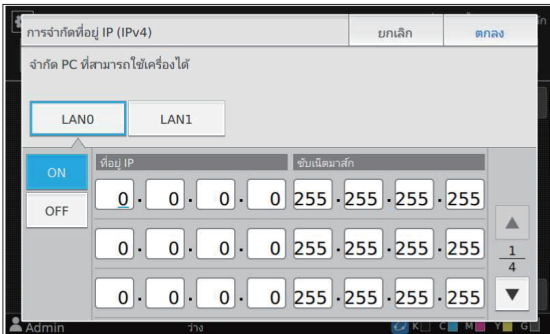 การจำกัดที่อยู่ IP (IPv4) ยกเลิก ตกลง
จำกัด PC ที่สามารถใช้เครื่องได้
LAN0 LAN1
ที่อยู่ IP ซับเน็ตมาส์ก
ON
0 . 0 . 0 . 0 255 . 255 . 255 . 255
OFF
0 . 0 . 0 . 0 255 . 255 . 255 . 255
1
4
0 . 0 . 0 . 0 255 . 255 . 255 . 255
Admin ว่าง K C M Y G